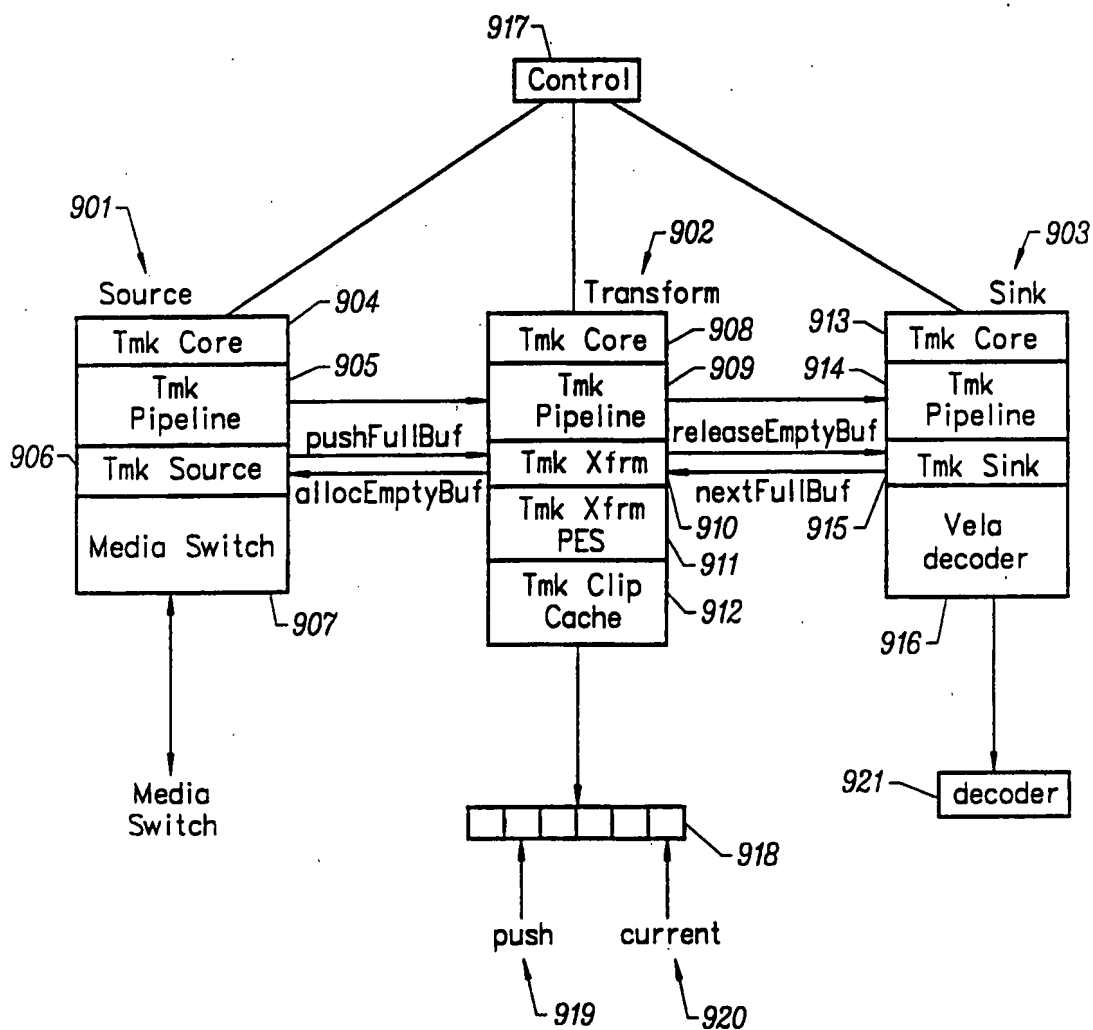 917
Control
901
902
903
Source
Transform
Sink
904
908
913
Tmk Core
Tmk Core
Tmk Core
905
909
914
Tmk
Pipeline
Tmk
Pipeline
Tmk
Pipeline
pushFullBuf
releaseEmptyBuf
906
Tmk Source
Tmk Xfrm
Tmk Sink
allocEmptyBuf
nextFullBuf
910
915
Media Switch
Tmk Xfrm
PES
Vela
decoder
911
Tmk Clip
Cache
912
907
916
Media
Switch
921
decoder
918
push
current
919
920